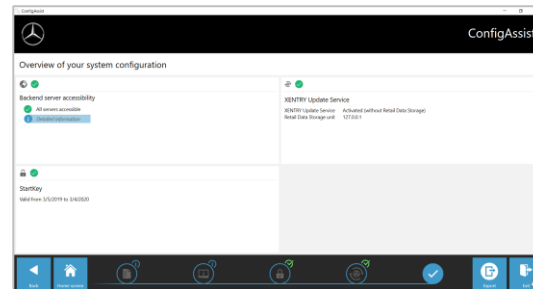 ConfigAssist
ConfigAssist
Overview of your system configuration
Backend server accessibility
All servers accessible
Detailed information
XENTRY Update Service
XENTRY Update Service Activated (without Retail Data Storage)
Retail Data Storage unit 127.0.0.1
StartKey
Valid from 3/5/2019 to 3/4/2020
Back
Home screen
Export
Exit